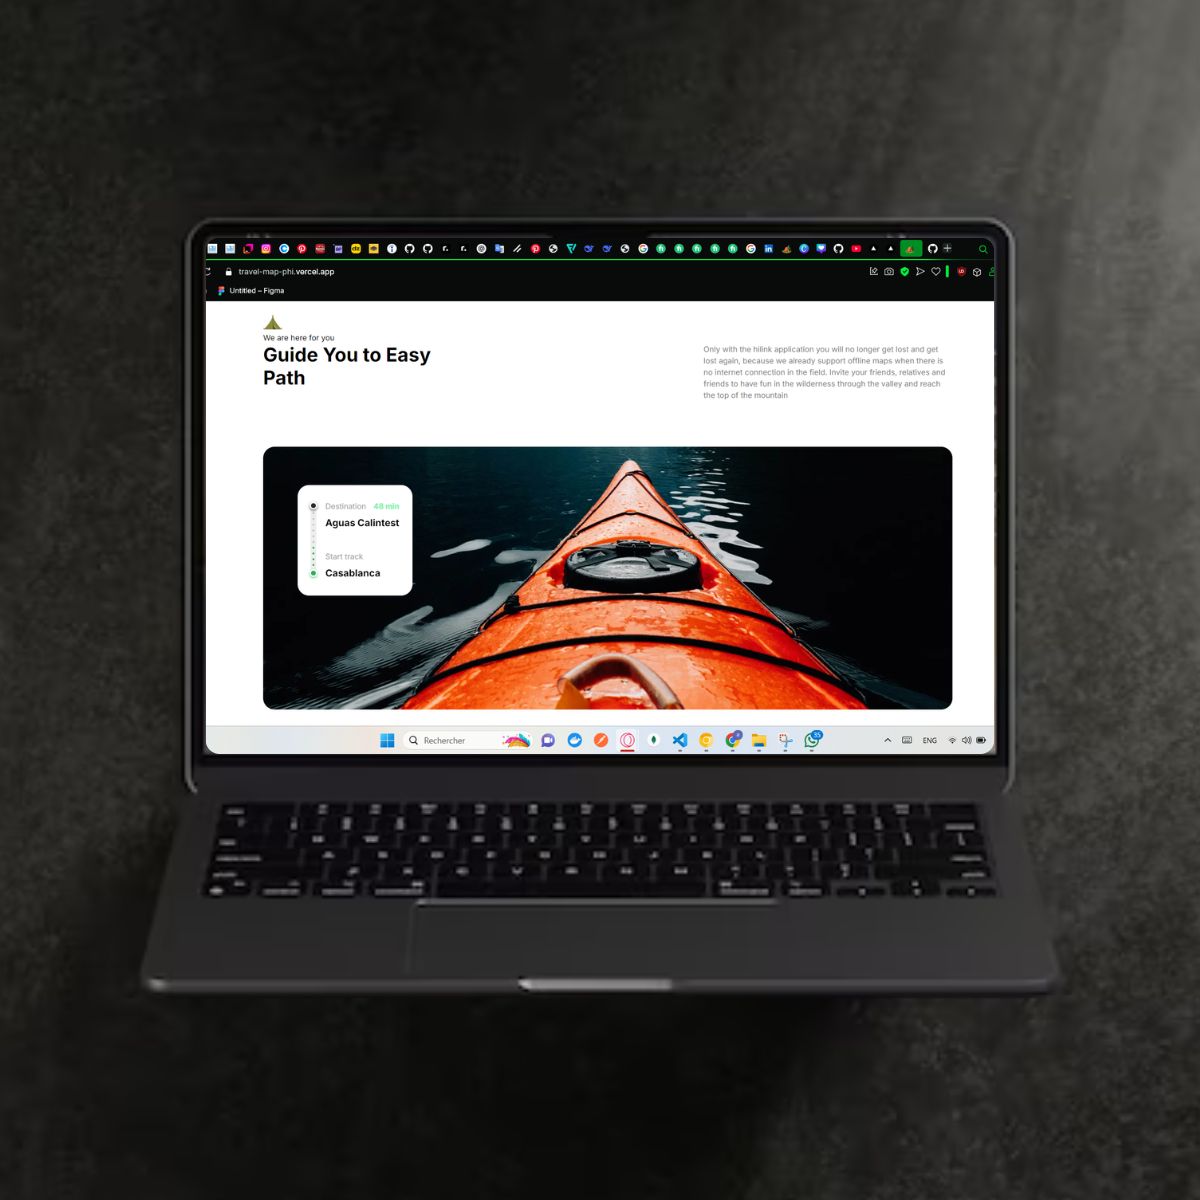 travel-map-phi.vercel.app
Untitled – Figma
We are here for you
Guide You to Easy
Path
Only with the hilink application you will no longer get lost and get
lost again, because we already support offline maps when there is
no internet connection in the field. Invite your friends, relatives and
friends to have fun in the wilderness through the valley and reach
the top of the mountain
Destination 48 min
Aguas Calintest
Start track
Casablanca
Rechercher
35
ENG